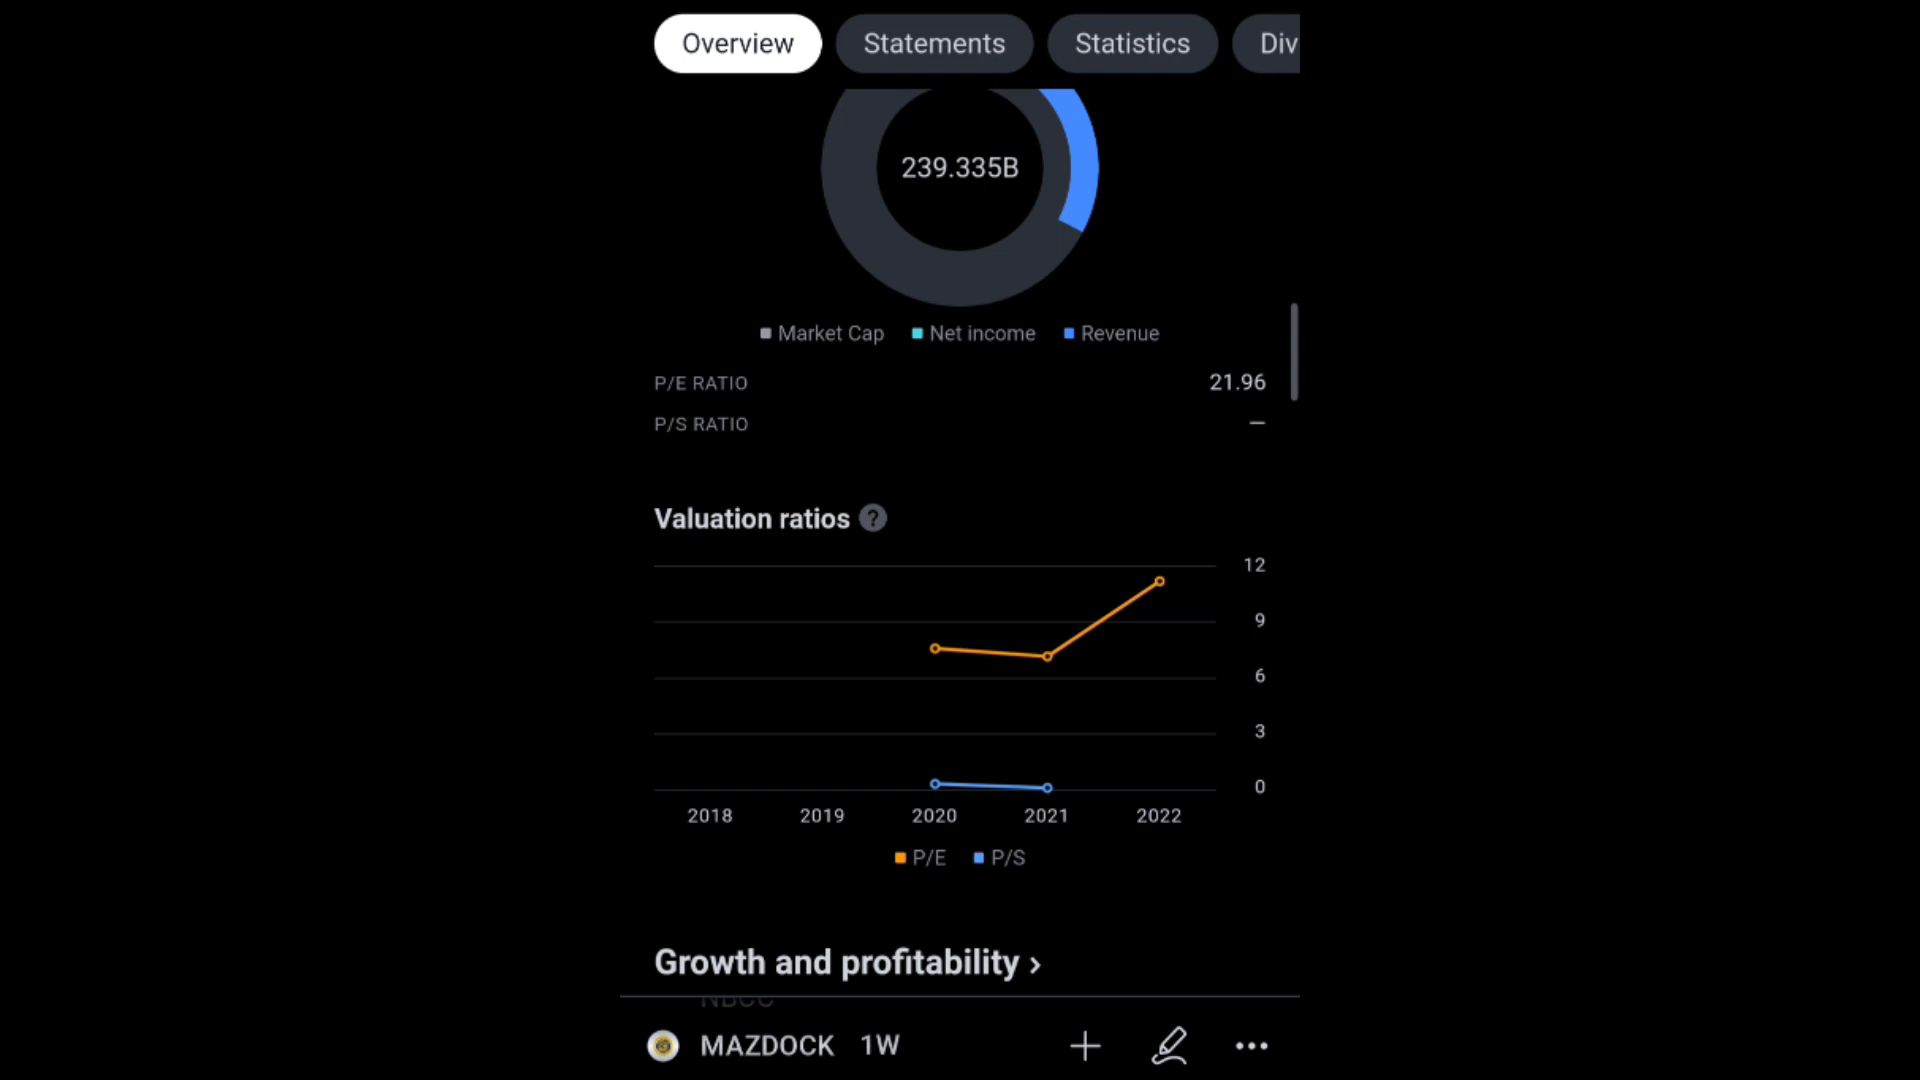 Overview Statements Statistics Div
239.335B
Market Cap Net income Revenue
P/E RATIO 21.96
P/S RATIO —
Valuation ratios ?
12
9
6
3
0
2018 2019 2020 2021 2022
P/E P/S
Growth and profitability ›
NBCC
MAZDOCK 1W